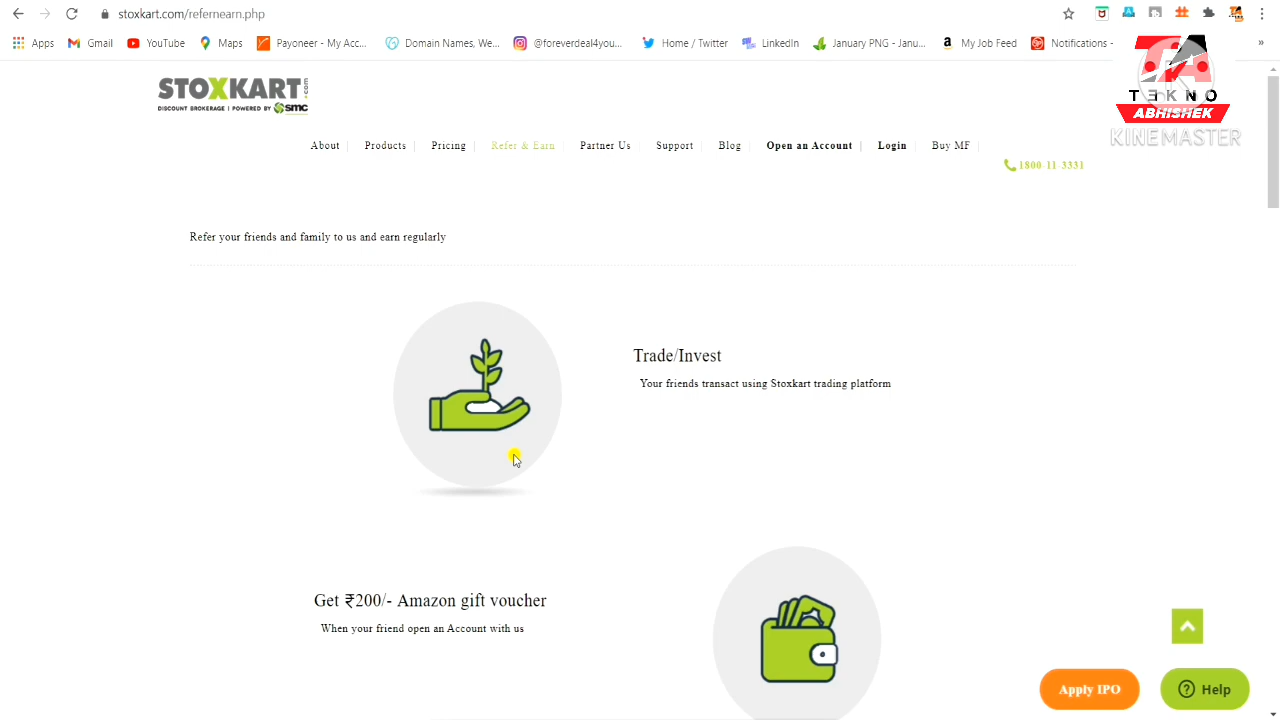 stoxkart.com/refernearn.php
Apps
Gmail
YouTube
Maps
Payoneer - My Acc...
Domain Names, We...
@foreverdeal4you...
Home / Twitter
LinkedIn
January PNG - Janu...
My Job Feed
Notifications -
»
STOXKART.com
DISCOUNT BROKERAGE | POWERED BY SMC
TA
TEKNO
ABHISHEK
KINEMASTER
About
Products
Pricing
Refer & Earn
Partner Us
Support
Blog
Open an Account
Login
Buy MF
1800-11-3331
Refer your friends and family to us and earn regularly
Trade/Invest
Your friends transact using Stoxkart trading platform
Get ₹200/- Amazon gift voucher
When your friend open an Account with us
Apply IPO
Help